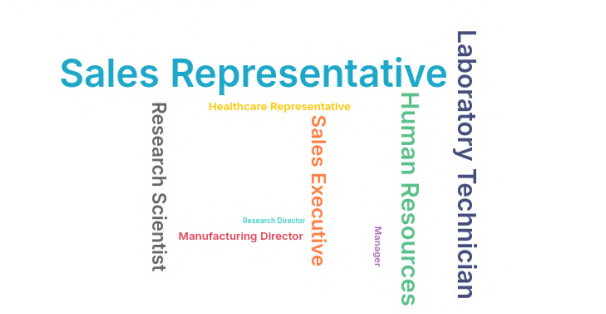 Sales Representative
Laboratory Technician
Healthcare Representative
Human Resources
Research Scientist
Sales Executive
Research Director
Manufacturing Director
Manager